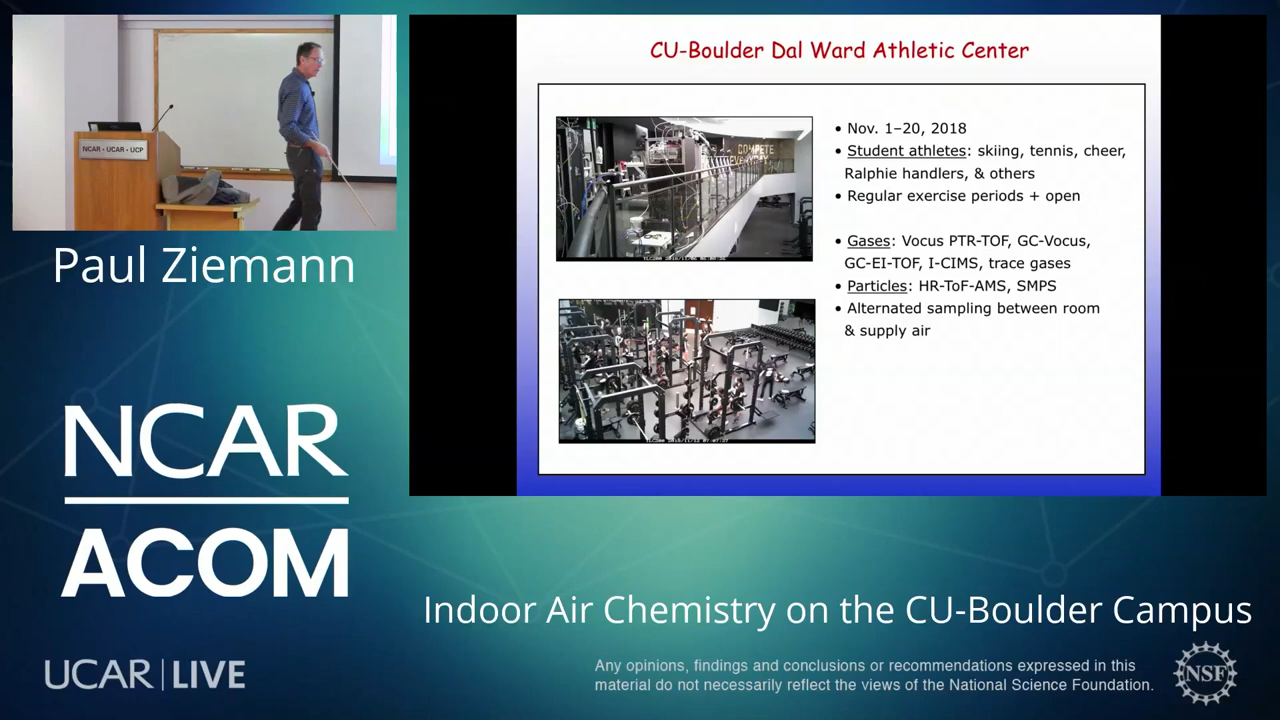 NCAR • UCAR • UCP
Paul Ziemann
NCAR
ACOM
UCAR | LIVE
CU-Boulder Dal Ward Athletic Center
COMPETE
• Nov. 1–20, 2018
• Student athletes: skiing, tennis, cheer,
Ralphie handlers, & others
• Regular exercise periods + open
• Gases: Vocus PTR-TOF, GC-Vocus,
GC-EI-TOF, I-CIMS, trace gases
• Particles: HR-ToF-AMS, SMPS
• Alternated sampling between room
& supply air
Indoor Air Chemistry on the CU-Boulder Campus
Any opinions, findings and conclusions or recommendations expressed in this
material do not necessarily reflect the views of the National Science Foundation.
NSF